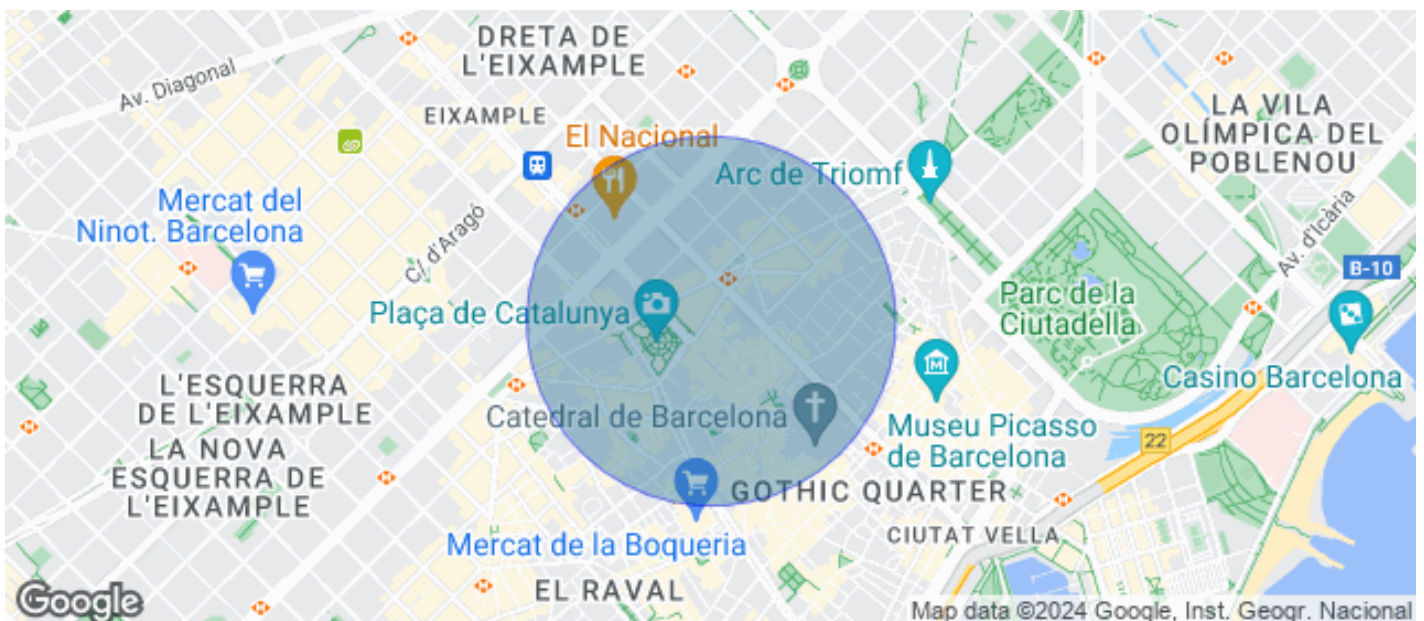 DRETA DE
L'EIXAMPLE
Av. Diagonal
EIXAMPLE
El Nacional
LA VILA
OLÍMPICA DEL
POBLENOU
Arc de Triomf
Mercat del
Ninot. Barcelona
C/ d'Aragó
Av. d'Icària
B-10
Plaça de Catalunya
Parc de la
Ciutadella
L'ESQUERRA
DE L'EIXAMPLE
Casino Barcelona
Catedral de Barcelona
Museu Picasso
de Barcelona
22
LA NOVA
ESQUERRA DE
L'EIXAMPLE
GOTHIC QUARTER
CIUTAT VELLA
Mercat de la Boqueria
EL RAVAL
Google
Map data ©2024 Google, Inst. Geogr. Nacional